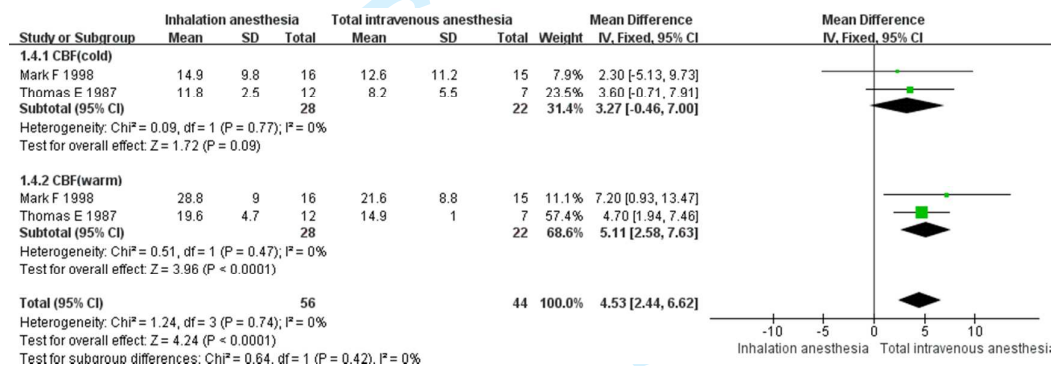 Inhalation anesthesia Total intravenous anesthesia Mean Difference Mean Difference
Study or Subgroup Mean SD Total Mean SD Total Weight IV, Fixed, 95% CI IV, Fixed, 95% CI
1.4.1 CBF(cold)
Mark F 1998 14.9 9.8 16 12.6 11.2 15 7.9% 2.30 [-5.13, 9.73]
Thomas E 1987 11.8 2.5 12 8.2 5.5 7 23.5% 3.60 [-0.71, 7.91]
Subtotal (95% CI) 28 22 31.4% 3.27 [-0.46, 7.00]
Heterogeneity: Chi² = 0.09, df = 1 (P = 0.77); I² = 0%
Test for overall effect: Z = 1.72 (P = 0.09)
1.4.2 CBF(warm)
Mark F 1998 28.8 9 16 21.6 8.8 15 11.1% 7.20 [0.93, 13.47]
Thomas E 1987 19.6 4.7 12 14.9 1 7 57.4% 4.70 [1.94, 7.46]
Subtotal (95% CI) 28 22 68.6% 5.11 [2.58, 7.63]
Heterogeneity: Chi² = 0.51, df = 1 (P = 0.47); I² = 0%
Test for overall effect: Z = 3.96 (P < 0.0001)
Total (95% CI) 56 44 100.0% 4.53 [2.44, 6.62]
Heterogeneity: Chi² = 1.24, df = 3 (P = 0.74); I² = 0%
Test for overall effect: Z = 4.24 (P < 0.0001)
Test for subgroup differences: Chi² = 0.64, df = 1 (P = 0.42), I² = 0%
-10 -5 0 5 10
Inhalation anesthesia Total intravenous anesthesia